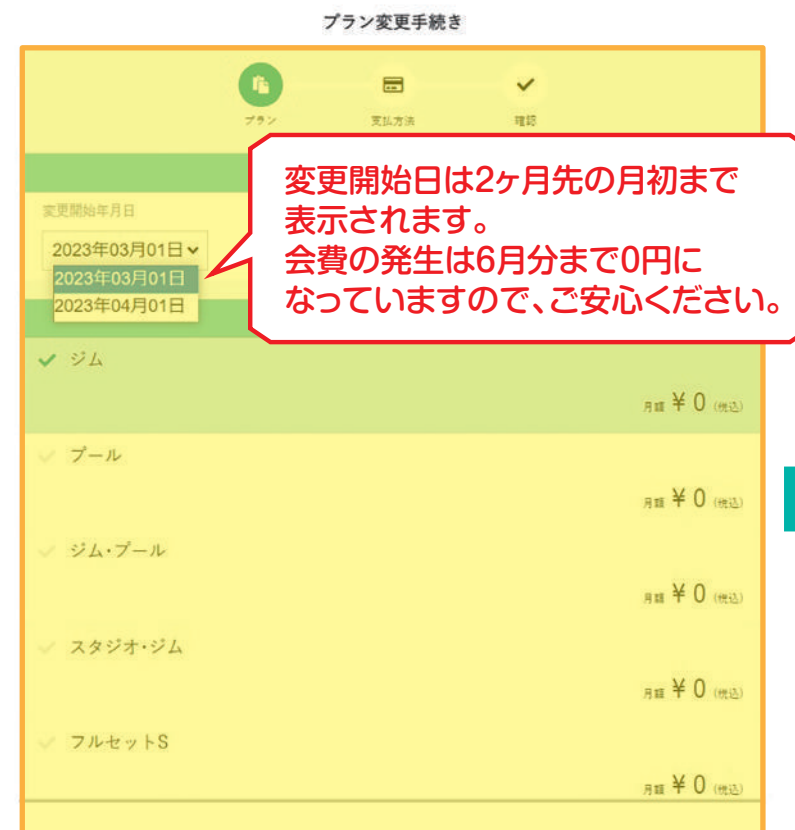 プラン変更手続き
プラン
支払方法
確認
変更開始年月日
2023年03月01日
2023年03月01日
2023年04月01日
変更開始日は2ヶ月先の月初まで
表示されます。
会費の発生は6月分まで0円に
なっていますので、ご安心ください。
ジム
月額 ¥ 0 (税込)
プール
月額 ¥ 0 (税込)
ジム・プール
月額 ¥ 0 (税込)
スタジオ・ジム
月額 ¥ 0 (税込)
フルセットS
月額 ¥ 0 (税込)